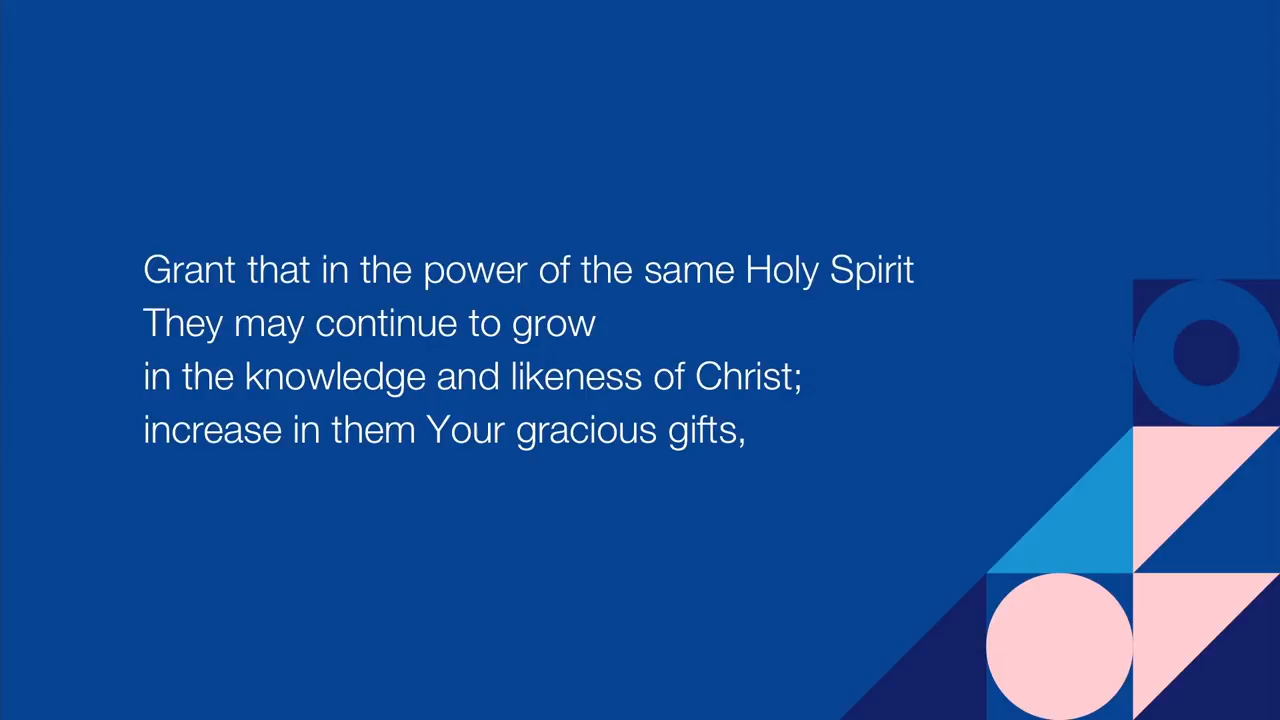 Grant that in the power of the same Holy Spirit
They may continue to grow
in the knowledge and likeness of Christ;
increase in them Your gracious gifts,